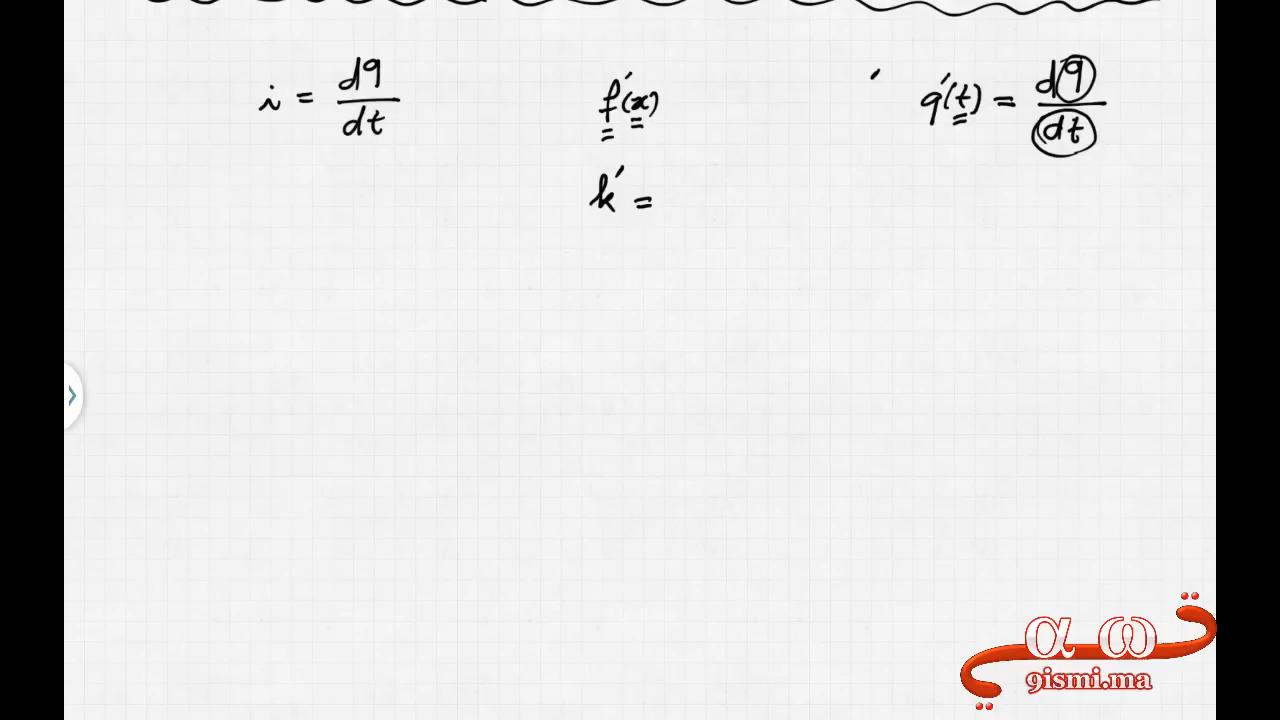 i = dq/dt f'(x) ' q'(t) = dq/dt
k' =
α ω
9ismi.ma